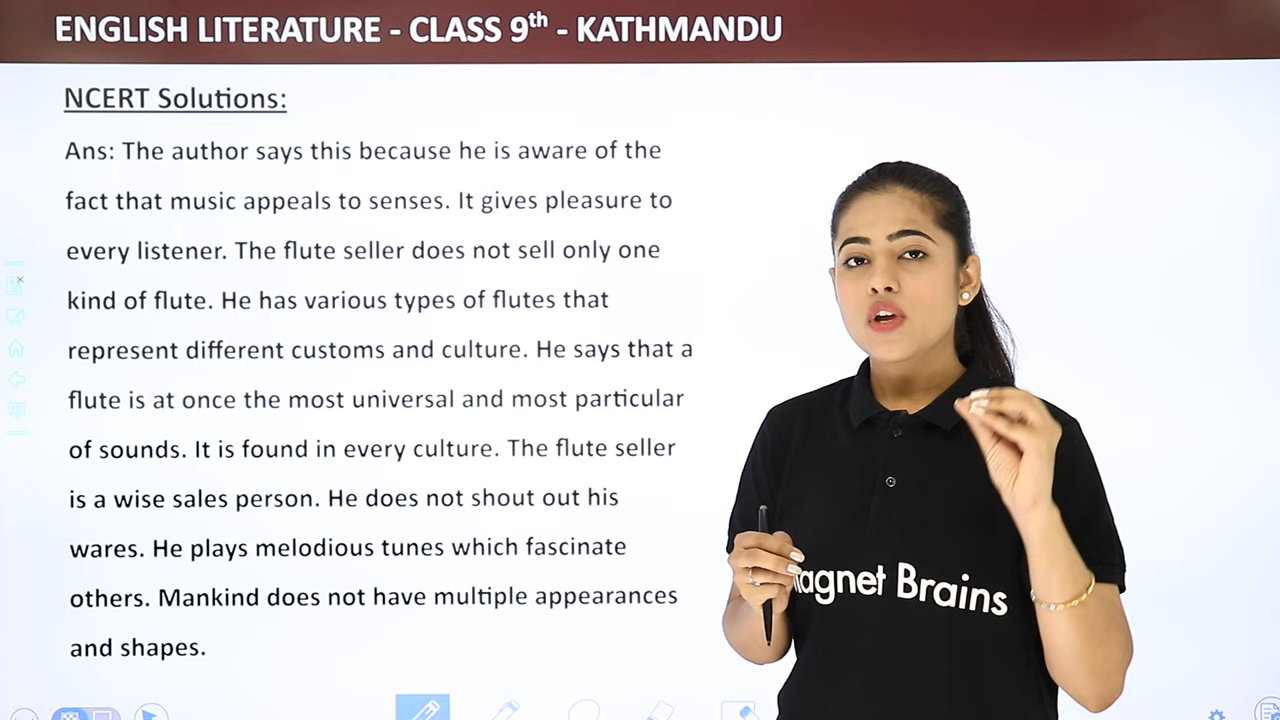 ENGLISH LITERATURE - CLASS 9th - KATHMANDU
NCERT Solutions:
Ans: The author says this because he is aware of the
fact that music appeals to senses. It gives pleasure to
every listener. The flute seller does not sell only one
kind of flute. He has various types of flutes that
represent different customs and culture. He says that a
flute is at once the most universal and most particular
of sounds. It is found in every culture. The flute seller
is a wise sales person. He does not shout out his
wares. He plays melodious tunes which fascinate
others. Mankind does not have multiple appearances
and shapes.
agnet Brains